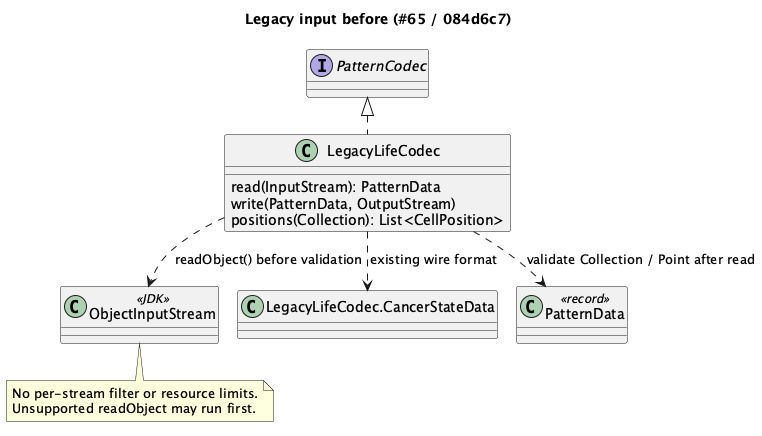 Legacy input before (#65 / 084d6c7)
I PatternCodec
C LegacyLifeCodec
read(InputStream): PatternData
write(PatternData, OutputStream)
positions(Collection): List<CellPosition>
readObject() before validation
existing wire format
validate Collection / Point after read
C «JDK»
ObjectInputStream
C LegacyLifeCodec.CancerStateData
C «record»
PatternData
No per-stream filter or resource limits.
Unsupported readObject may run first.